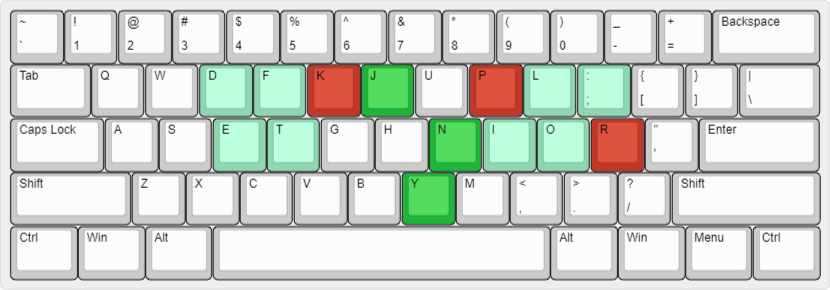 ~ ! @ # $ % ^ & * ( ) _ + Backspace
` 1 2 3 4 5 6 7 8 9 0 - =
Tab Q W D F K J U P L : { } |
; [ ] \
Caps Lock A S E T G H N I O R " Enter
'
Shift Z X C V B Y M < > ? Shift
, . /
Ctrl Win Alt Alt Win Menu Ctrl